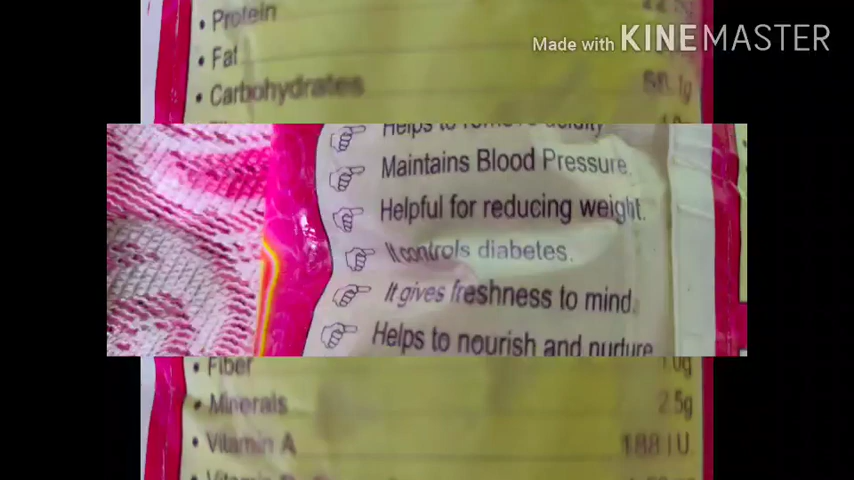 • Protein
Made with KINEMASTER
• Fat
• Carbohydrates
Helps to remove acidity
Maintains Blood Pressure.
Helpful for reducing weight.
It controls diabetes.
It gives freshness to mind.
Helps to nourish and nurture
• Fiber 1.0g
• Minerals 2.5g
• Vitamin A 188 I U.